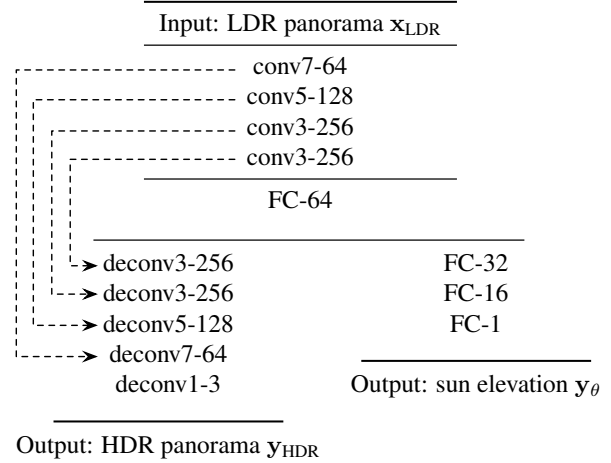 Input: LDR panorama x_LDR
conv7-64
conv5-128
conv3-256
conv3-256
FC-64
deconv3-256
deconv3-256
deconv5-128
deconv7-64
deconv1-3
Output: HDR panorama y_HDR
FC-32
FC-16
FC-1
Output: sun elevation y_θ